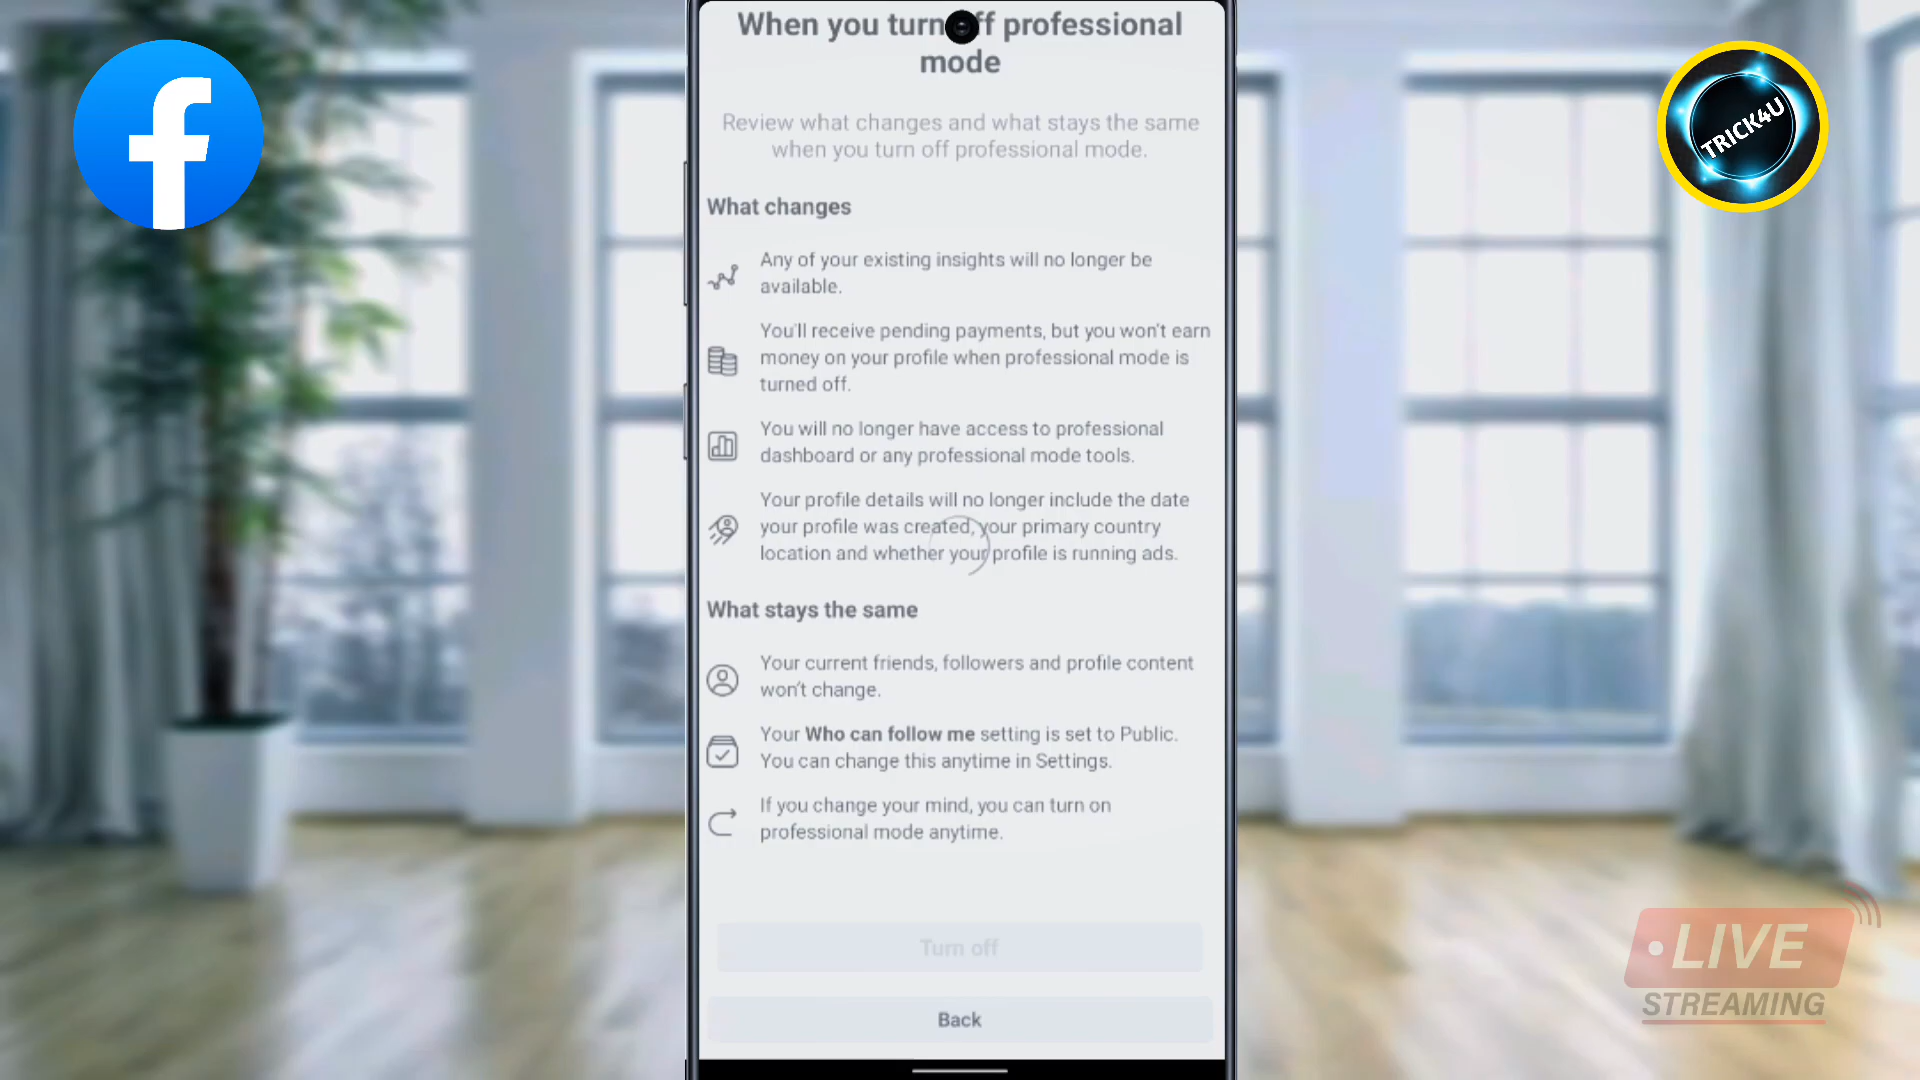 When you turn off professional
mode
Review what changes and what stays the same
when you turn off professional mode.
What changes
Any of your existing insights will no longer be
available.
You'll receive pending payments, but you won't earn
money on your profile when professional mode is
turned off.
You will no longer have access to professional
dashboard or any professional mode tools.
Your profile details will no longer include the date
your profile was created, your primary country
location and whether your profile is running ads.
What stays the same
Your current friends, followers and profile content
won't change.
Your Who can follow me setting is set to Public.
You can change this anytime in Settings.
If you change your mind, you can turn on
professional mode anytime.
Turn off
Back
TRICK4U
LIVE
STREAMING